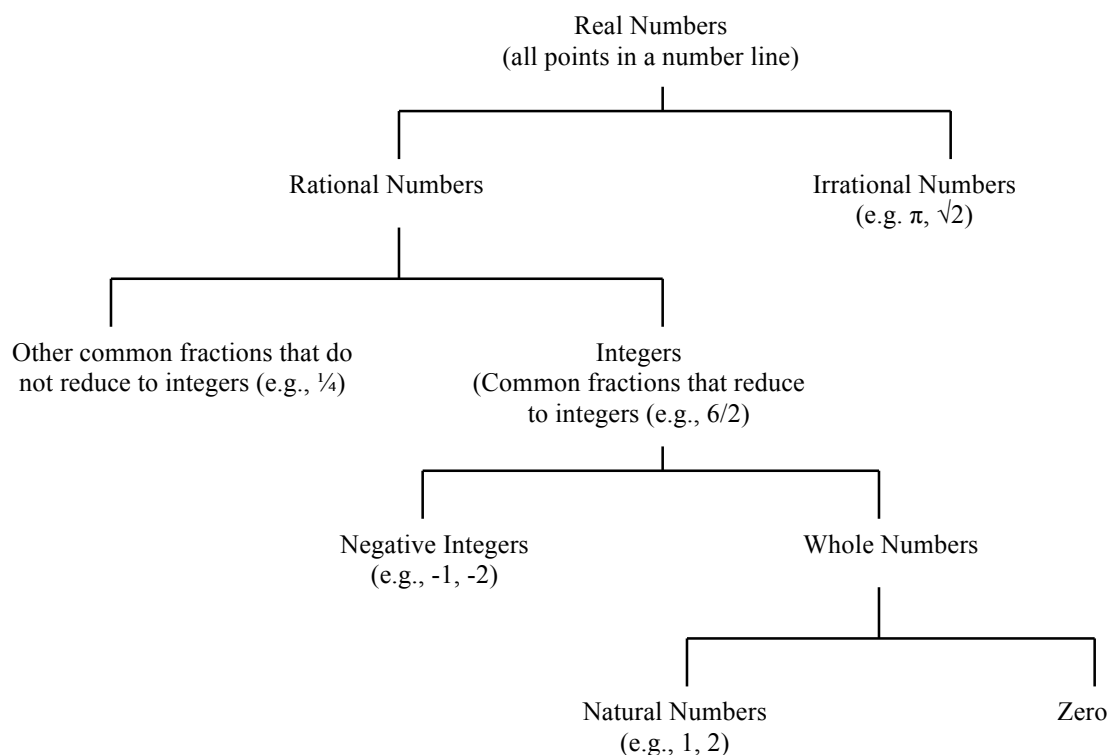 Real Numbers
(all points in a number line)
Rational Numbers
Irrational Numbers
(e.g. π, √2)
Other common fractions that do
not reduce to integers (e.g., ¼)
Integers
(Common fractions that reduce
to integers (e.g., 6/2)
Negative Integers
(e.g., -1, -2)
Whole Numbers
Natural Numbers
(e.g., 1, 2)
Zero